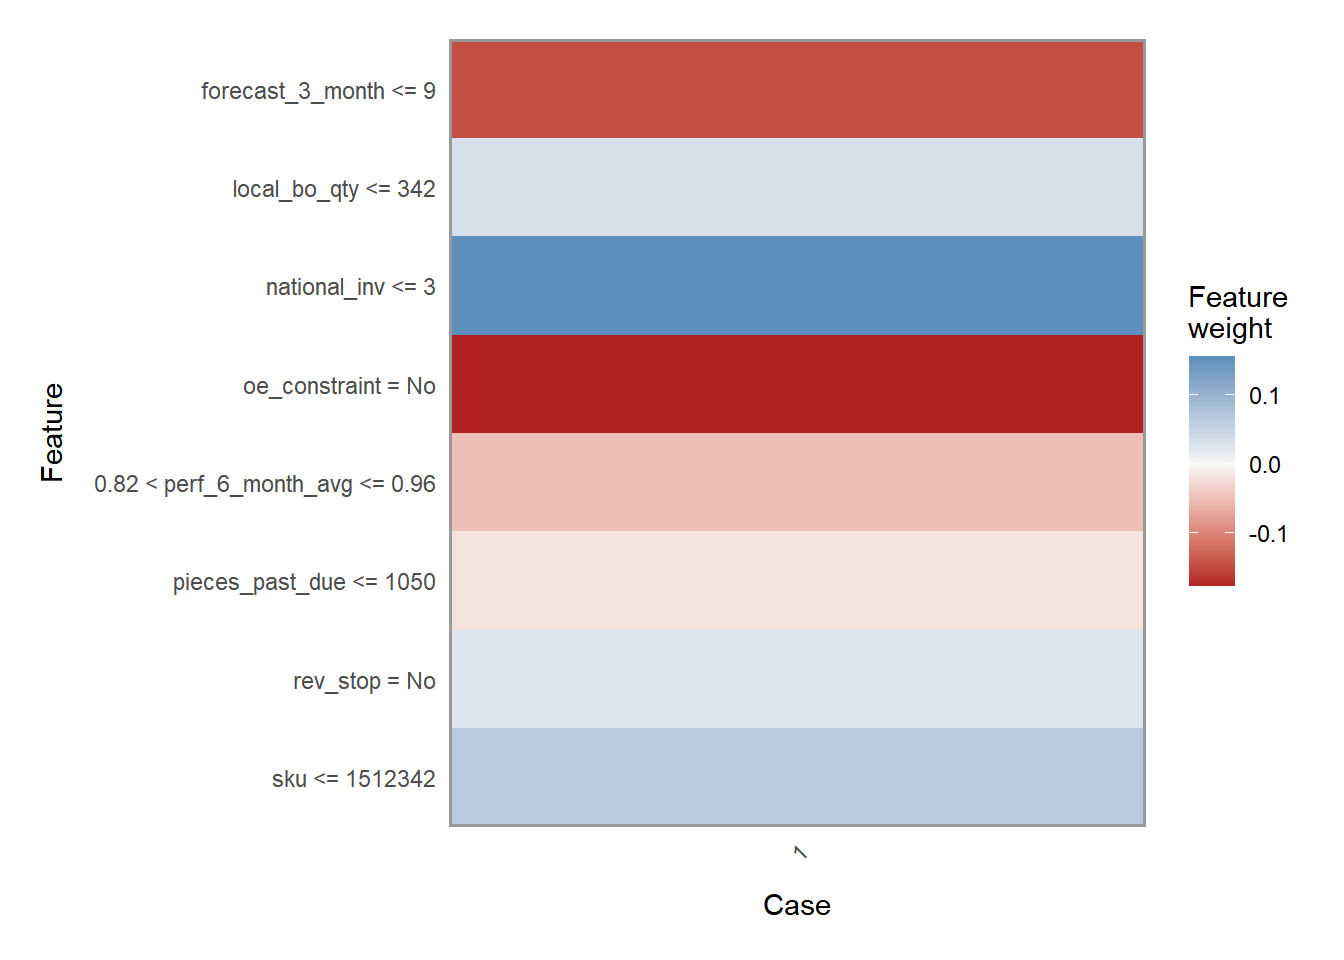 forecast_3_month <= 9
local_bo_qty <= 342
national_inv <= 3
oe_constraint = No
0.82 < perf_6_month_avg <= 0.96
pieces_past_due <= 1050
rev_stop = No
sku <= 1512342
Feature
1
Case
Feature
weight
0.1
0.0
-0.1